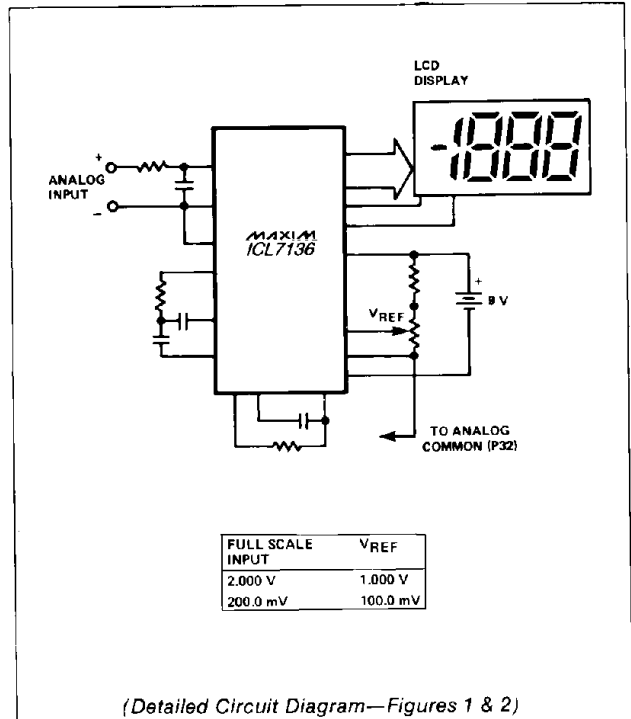 LCD
DISPLAY
-1888
+
ANALOG
INPUT
-
MAXIM
ICL7136
+
9 V
VREF
TO ANALOG
COMMON (P32)
FULL SCALE INPUT VREF
2.000 V 1.000 V
200.0 mV 100.0 mV
(Detailed Circuit Diagram—Figures 1 & 2)